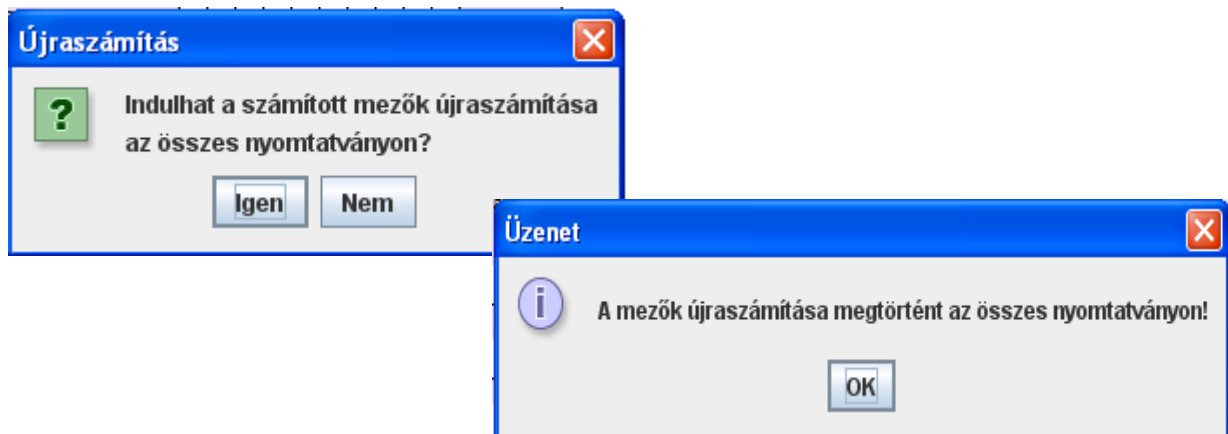 Újraszámítás
Indulhat a számított mezők újraszámítása
az összes nyomtatványon?
Igen Nem
Üzenet
A mezők újraszámítása megtörtént az összes nyomtatványon!
OK